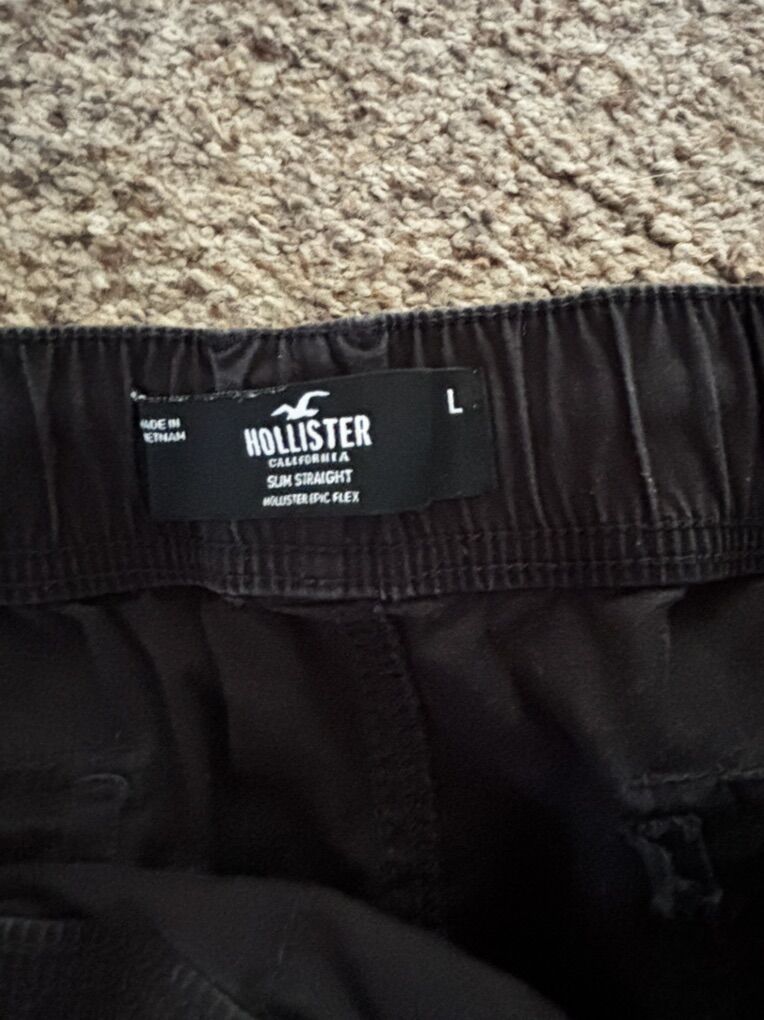 MADE IN
VIETNAM
HOLLISTER
CALIFORNIA
SLIM STRAIGHT
HOLLISTER EPIC FLEX
L